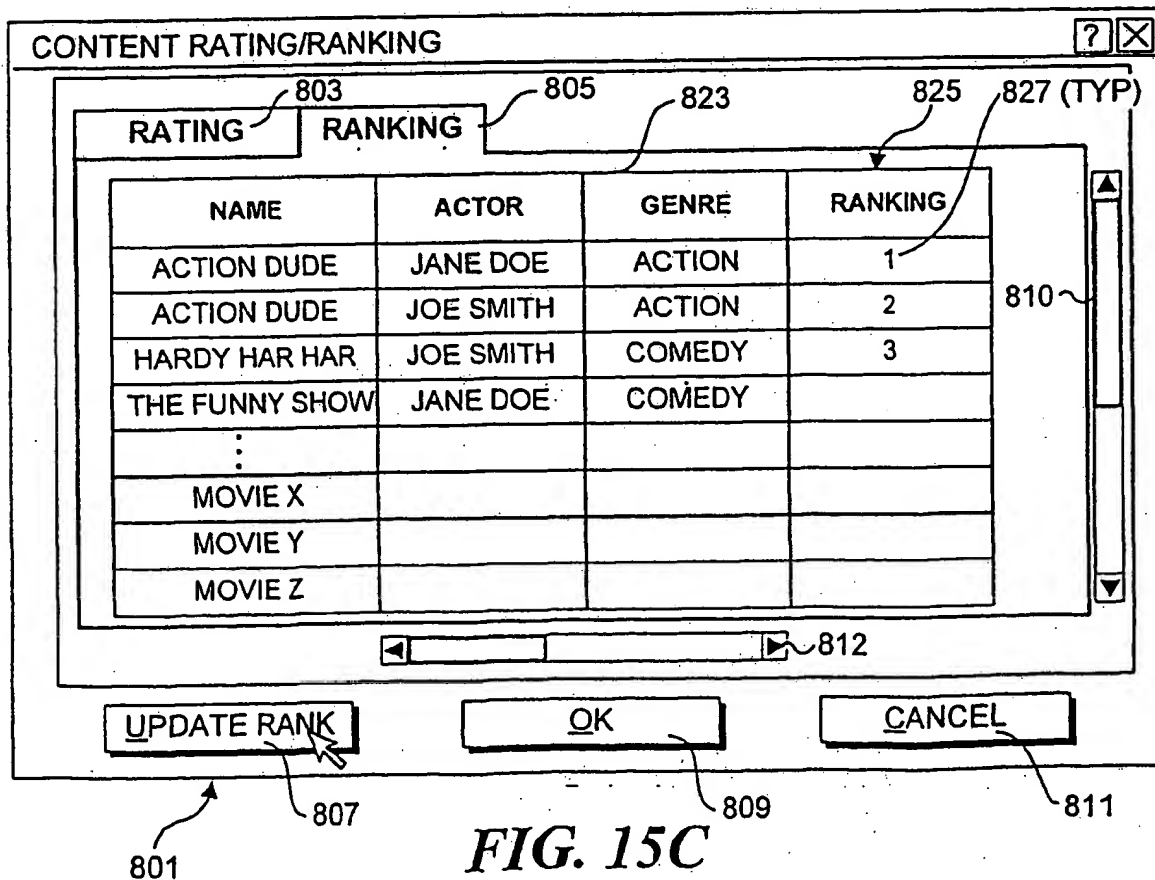 CONTENT RATING/RANKING ? X
803 805 823 825 827 (TYP)
RATING RANKING
NAME ACTOR GENRE RANKING
ACTION DUDE JANE DOE ACTION 1
ACTION DUDE JOE SMITH ACTION 2
810
HARDY HAR HAR JOE SMITH COMEDY 3
THE FUNNY SHOW JANE DOE COMEDY
MOVIE X
MOVIE Y
MOVIE Z
812
UPDATE RANK OK CANCEL
807 809 811
801
FIG. 15C